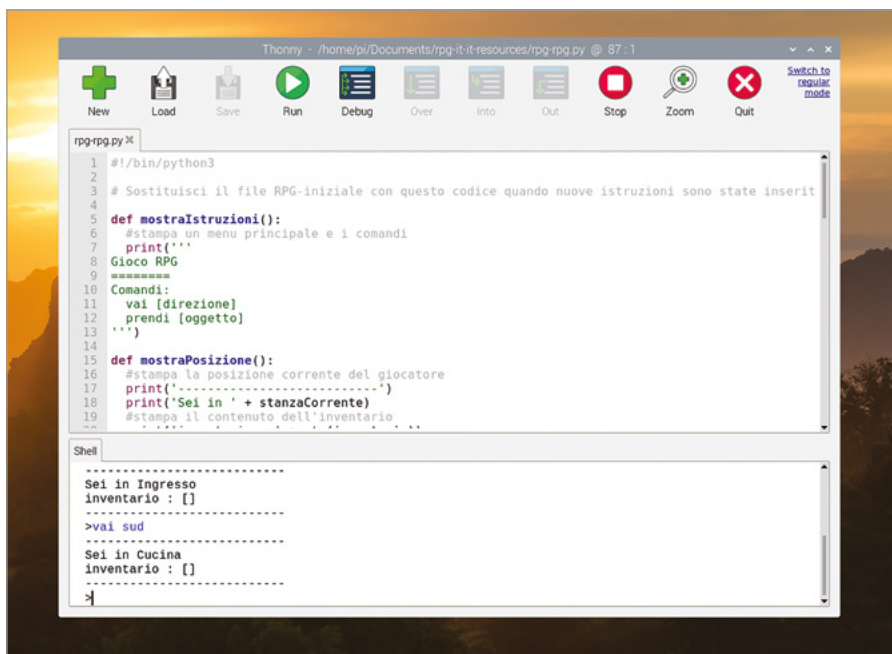 Thonny - /home/pi/Documents/rpg-it-it-resources/rpg-rpg.py @ 87:1
New Load Save Run Debug Over Into Out Stop Zoom Quit
Switch to
regular
mode
rpg-rpg.py
1 #!/bin/python3
2
3 # Sostituisci il file RPG-iniziale con questo codice quando nuove istruzioni sono state inserit
4
5 def mostraIstruzioni():
6 #stampa un menu principale e i comandi
7 print('''
8 Gioco RPG
9 ========
10 Comandi:
11 vai [direzione]
12 prendi [oggetto]
13 ''')
14
15 def mostraPosizione():
16 #stampa la posizione corrente del giocatore
17 print('---------------------------')
18 print('Sei in ' + stanzaCorrente)
19 #stampa il contenuto dell'inventario
Shell
---------------------------
Sei in Ingresso
inventario : []
---------------------------
>vai sud
---------------------------
Sei in Cucina
inventario : []
---------------------------
>